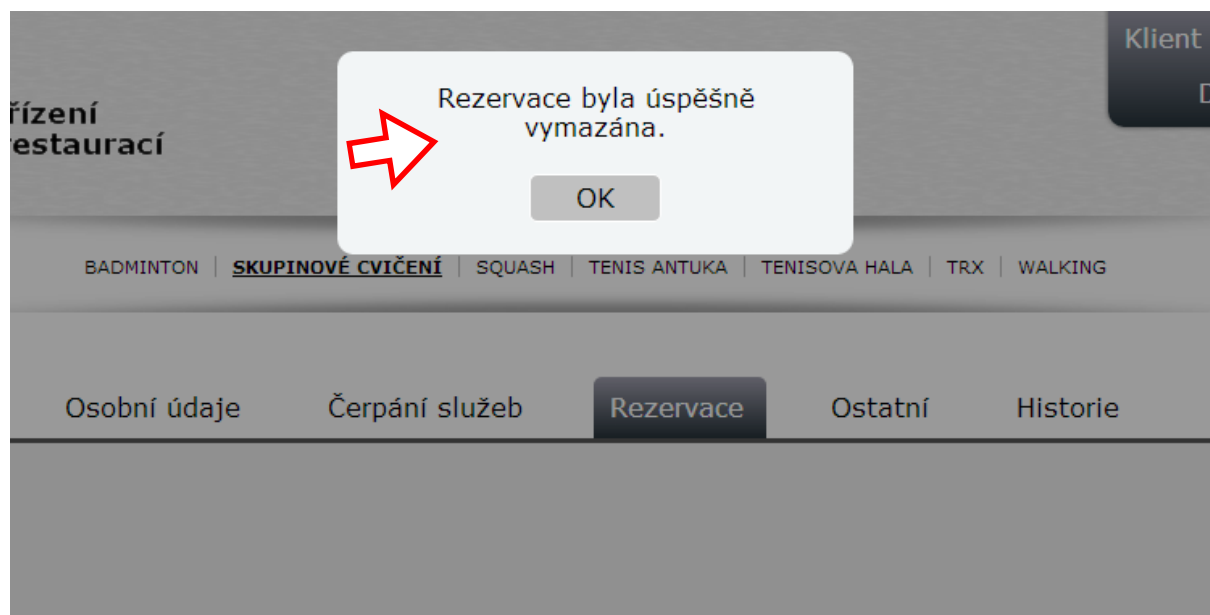 Klient
D
řízení
restaurací
Rezervace byla úspěšně
vymazána.
OK
BADMINTON | SKUPINOVÉ CVIČENÍ | SQUASH | TENIS ANTUKA | TENISOVA HALA | TRX | WALKING
Osobní údaje Čerpání služeb Rezervace Ostatní Historie